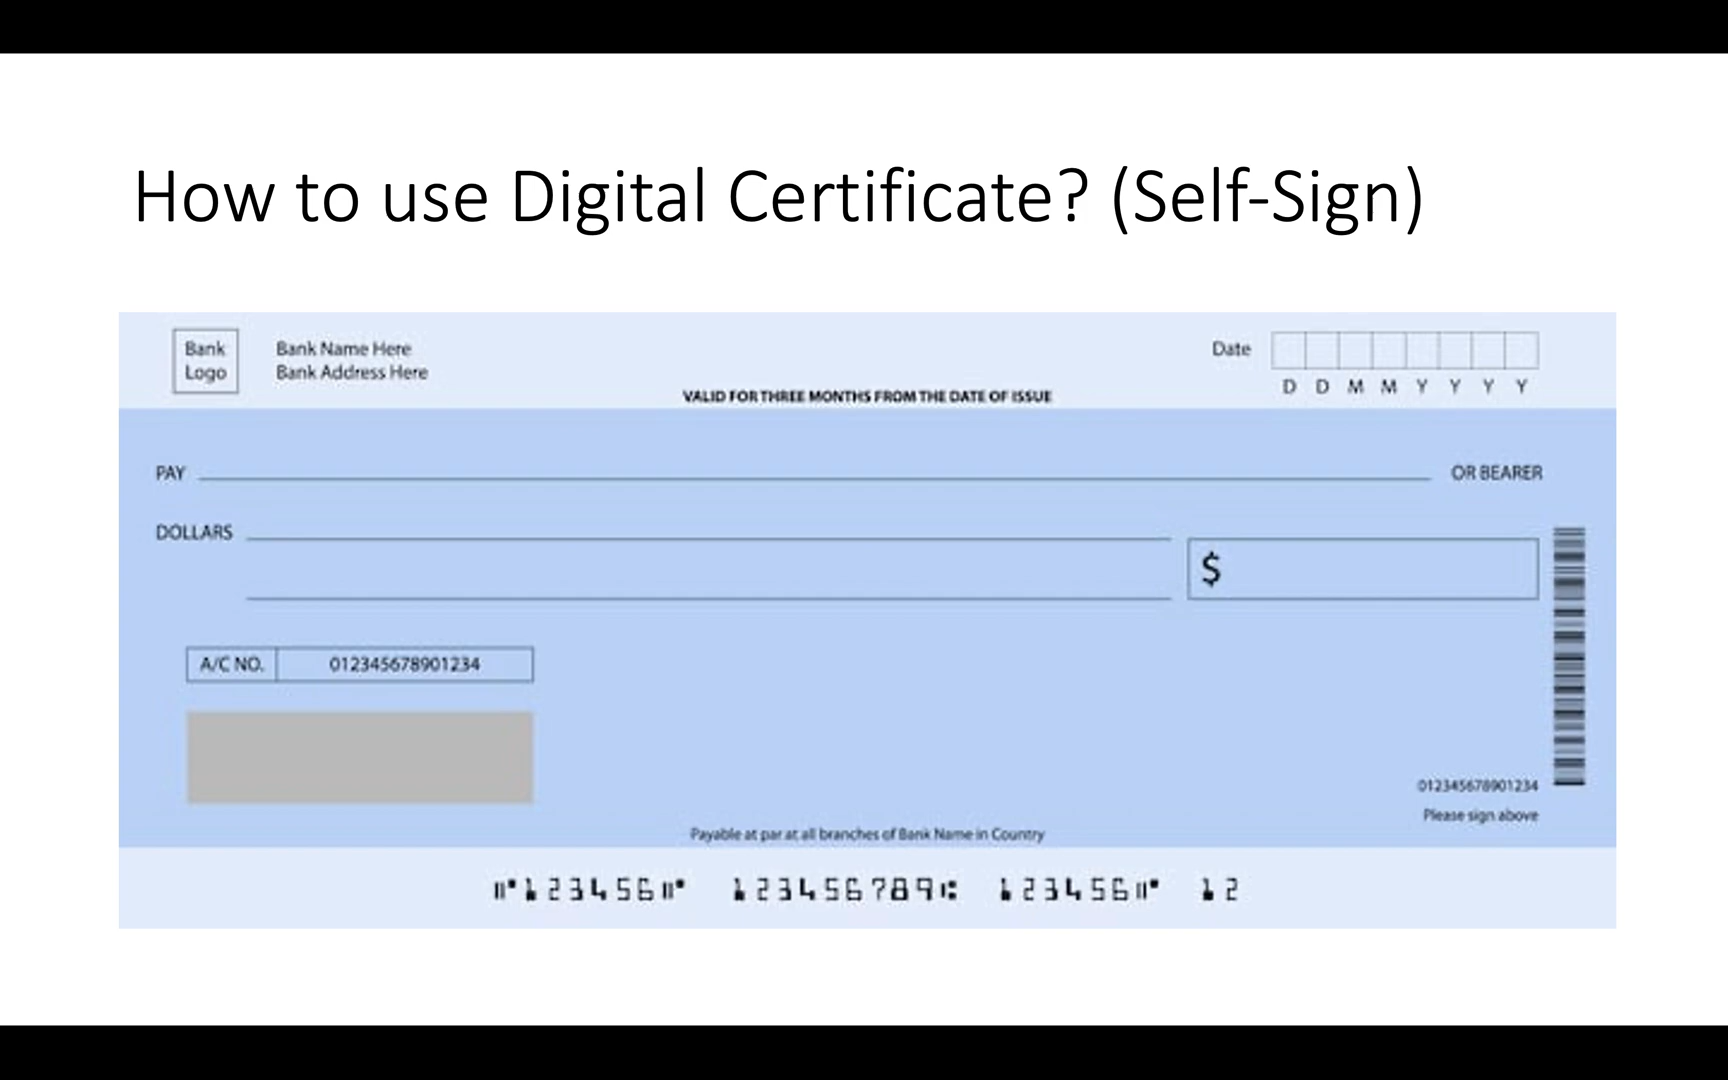 How to use Digital Certificate? (Self-Sign)
Bank
Logo
Bank Name Here
Bank Address Here
VALID FOR THREE MONTHS FROM THE DATE OF ISSUE
Date
D D M M Y Y Y Y
PAY OR BEARER
DOLLARS
$
A/C NO. 012345678901234
012345678901234
Please sign above
Payable at par at all branches of Bank Name in Country
⑈123456⑈ 123456789⑆ 123456⑈ 12